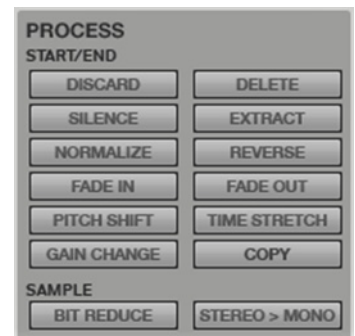 PROCESS
START/END
DISCARD DELETE
SILENCE EXTRACT
NORMALIZE REVERSE
FADE IN FADE OUT
PITCH SHIFT TIME STRETCH
GAIN CHANGE COPY
SAMPLE
BIT REDUCE STEREO > MONO